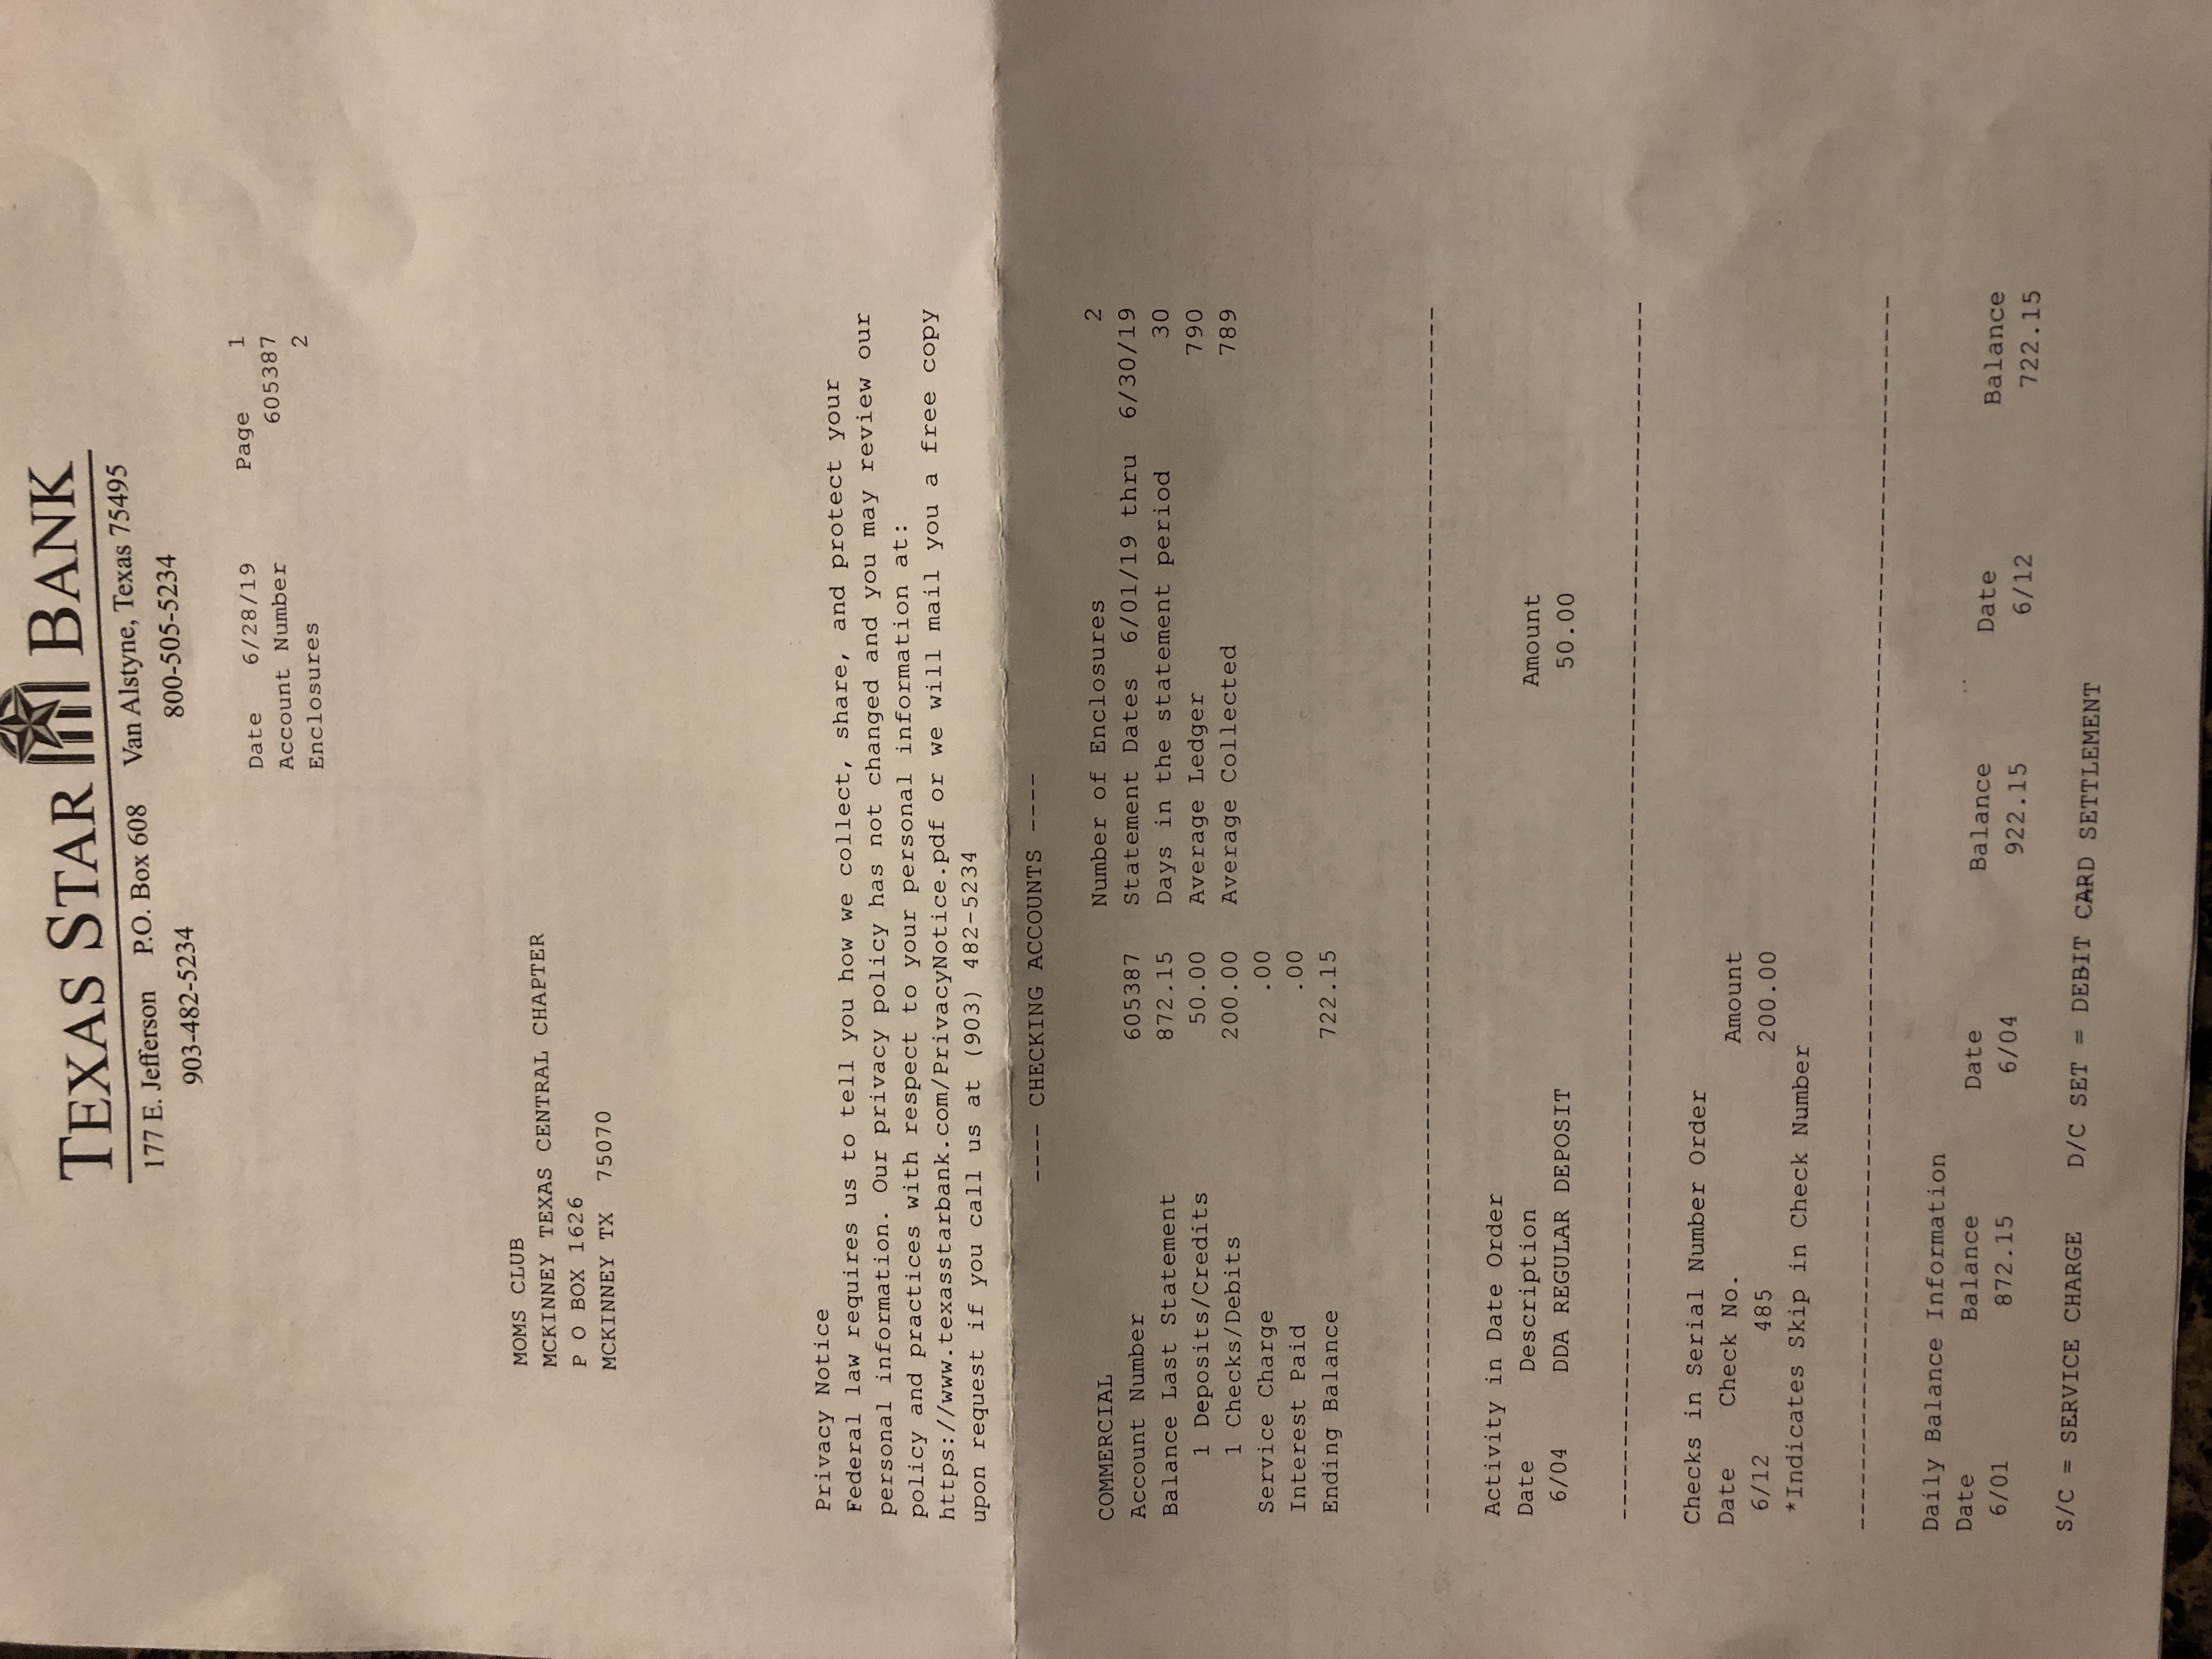 TEXAS STAR BANK
177 E. Jefferson P.O. Box 608 Van Alstyne, Texas 75495
903-482-5234 800-505-5234
Date 6/28/19 Page 1
Account Number 605387
Enclosures 2
MOMS CLUB
MCKINNEY TEXAS CENTRAL CHAPTER
P O BOX 1626
MCKINNEY TX 75070
Privacy Notice
Federal law requires us to tell you how we collect, share, and protect your
personal information. Our privacy policy has not changed and you may review our
policy and practices with respect to your personal information at:
https://www.texasstarbank.com/PrivacyNotice.pdf or we will mail you a free copy
upon request if you call us at (903) 482-5234
---- CHECKING ACCOUNTS ----
COMMERCIAL Number of Enclosures 2
Account Number 605387 Statement Dates 6/01/19 thru 6/30/19
Balance Last Statement 872.15 Days in the statement period 30
1 Deposits/Credits 50.00 Average Ledger 790
1 Checks/Debits 200.00 Average Collected 789
Service Charge .00
Interest Paid .00
Ending Balance 722.15
Activity in Date Order
Date Description Amount
6/04 DDA REGULAR DEPOSIT 50.00
Checks in Serial Number Order
Date Check No. Amount
6/12 485 200.00
*Indicates Skip in Check Number
Daily Balance Information
Date Balance Date Balance Date Balance
6/01 872.15 6/04 922.15 6/12 722.15
S/C = SERVICE CHARGE D/C SET = DEBIT CARD SETTLEMENT